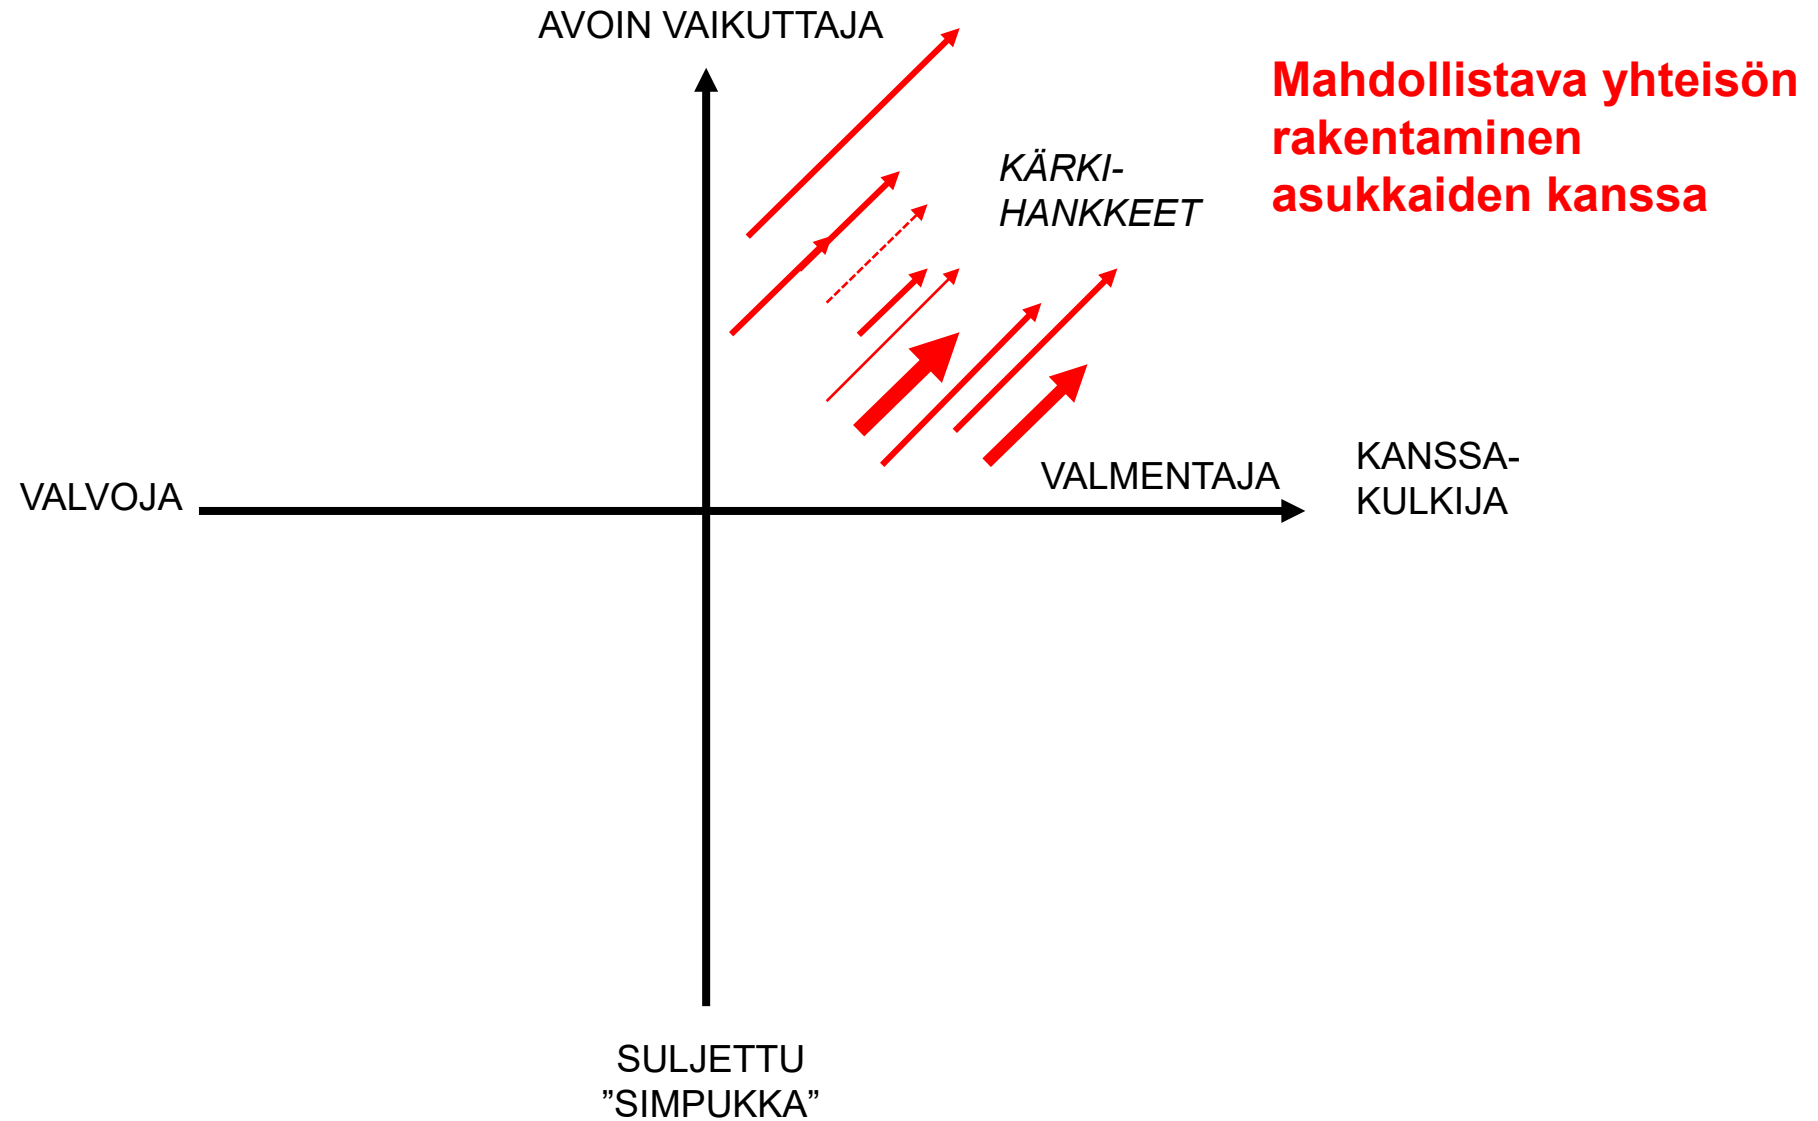 AVOIN VAIKUTTAJA
Mahdollistava yhteisön
rakentaminen
asukkaiden kanssa
KÄRKI-
HANKKEET
VALVOJA
VALMENTAJA
KANSSA-
KULKIJA
SULJETTU
”SIMPUKKA”